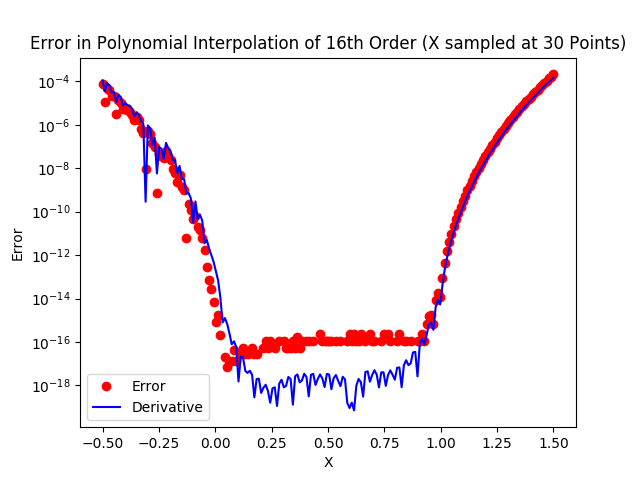 Error in Polynomial Interpolation of 16th Order (X sampled at 30 Points)
10⁻⁴
10⁻⁶
10⁻⁸
10⁻¹⁰
10⁻¹²
10⁻¹⁴
10⁻¹⁶
10⁻¹⁸
Error
Error
Derivative
−0.50 −0.25 0.00 0.25 0.50 0.75 1.00 1.25 1.50
X